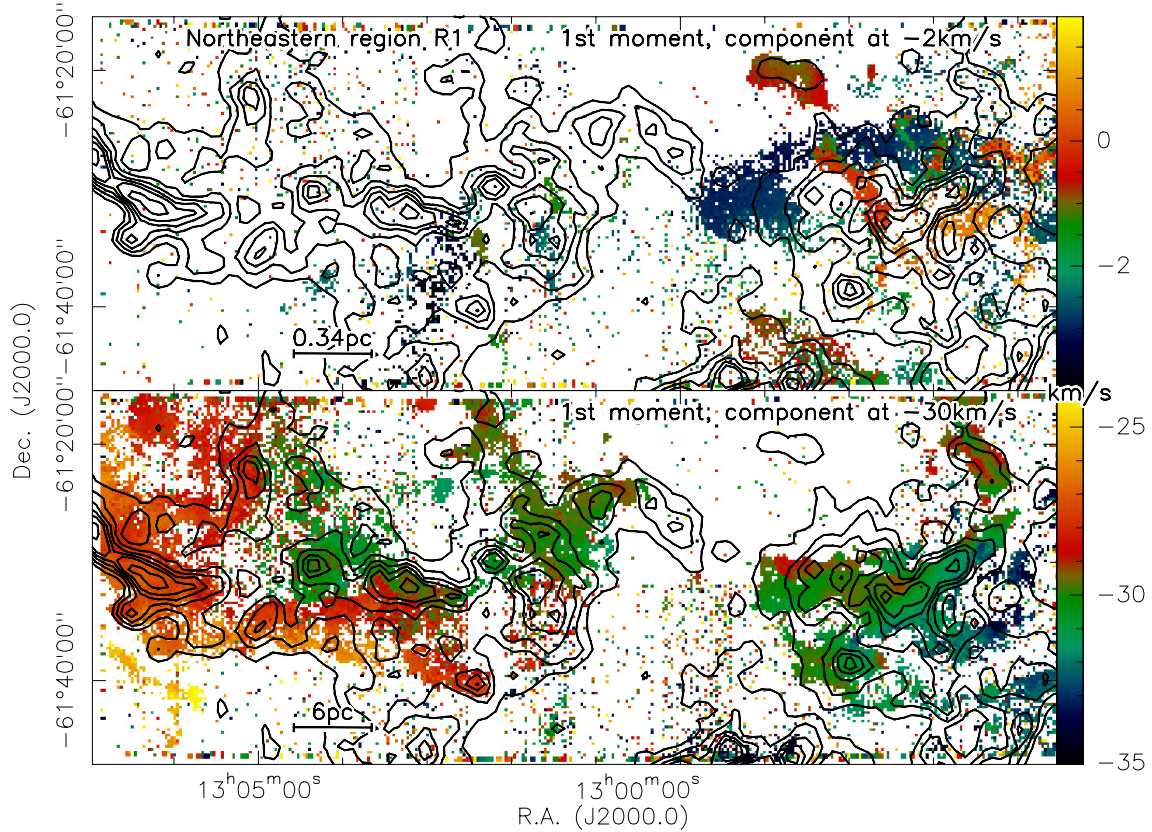 Northeastern region R1
1st moment, component at −2km/s
−61°20'00"
−61°40'00"
0.34pc
0
−2
km/s
1st moment; component at −30km/s
−61°20'00"
−61°40'00"
6pc
−25
−30
−35
Dec. (J2000.0)
13h05m00s
13h00m00s
R.A. (J2000.0)